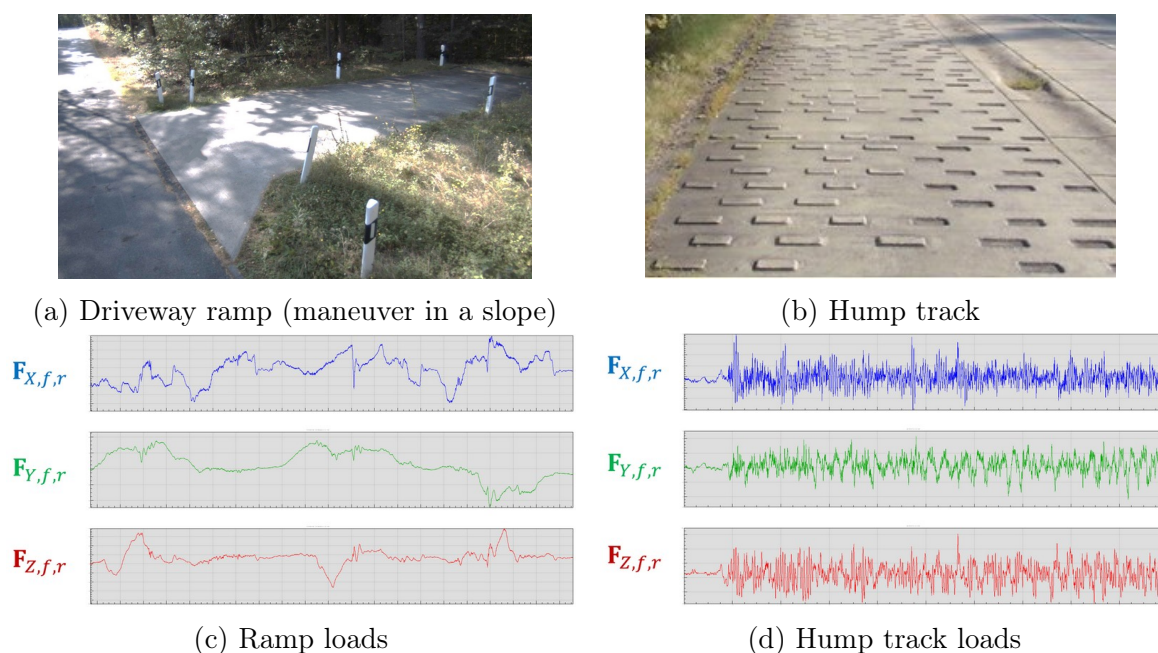 (a) Driveway ramp (maneuver in a slope)
(b) Hump track
F_{X,f,r}
F_{Y,f,r}
F_{Z,f,r}
F_{X,f,r}
F_{Y,f,r}
F_{Z,f,r}
(c) Ramp loads
(d) Hump track loads